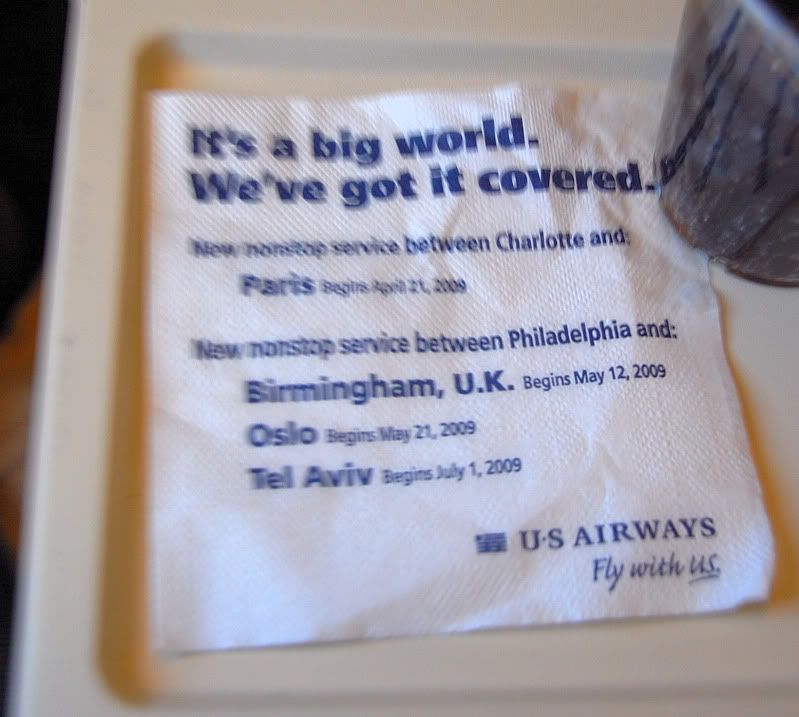 It's a big world.
We've got it covered.
New nonstop service between Charlotte and:
Paris Begins April 21, 2009
New nonstop service between Philadelphia and:
Birmingham, U.K. Begins May 12, 2009
Oslo Begins May 21, 2009
Tel Aviv Begins July 1, 2009
U·S AIRWAYS
Fly with US.